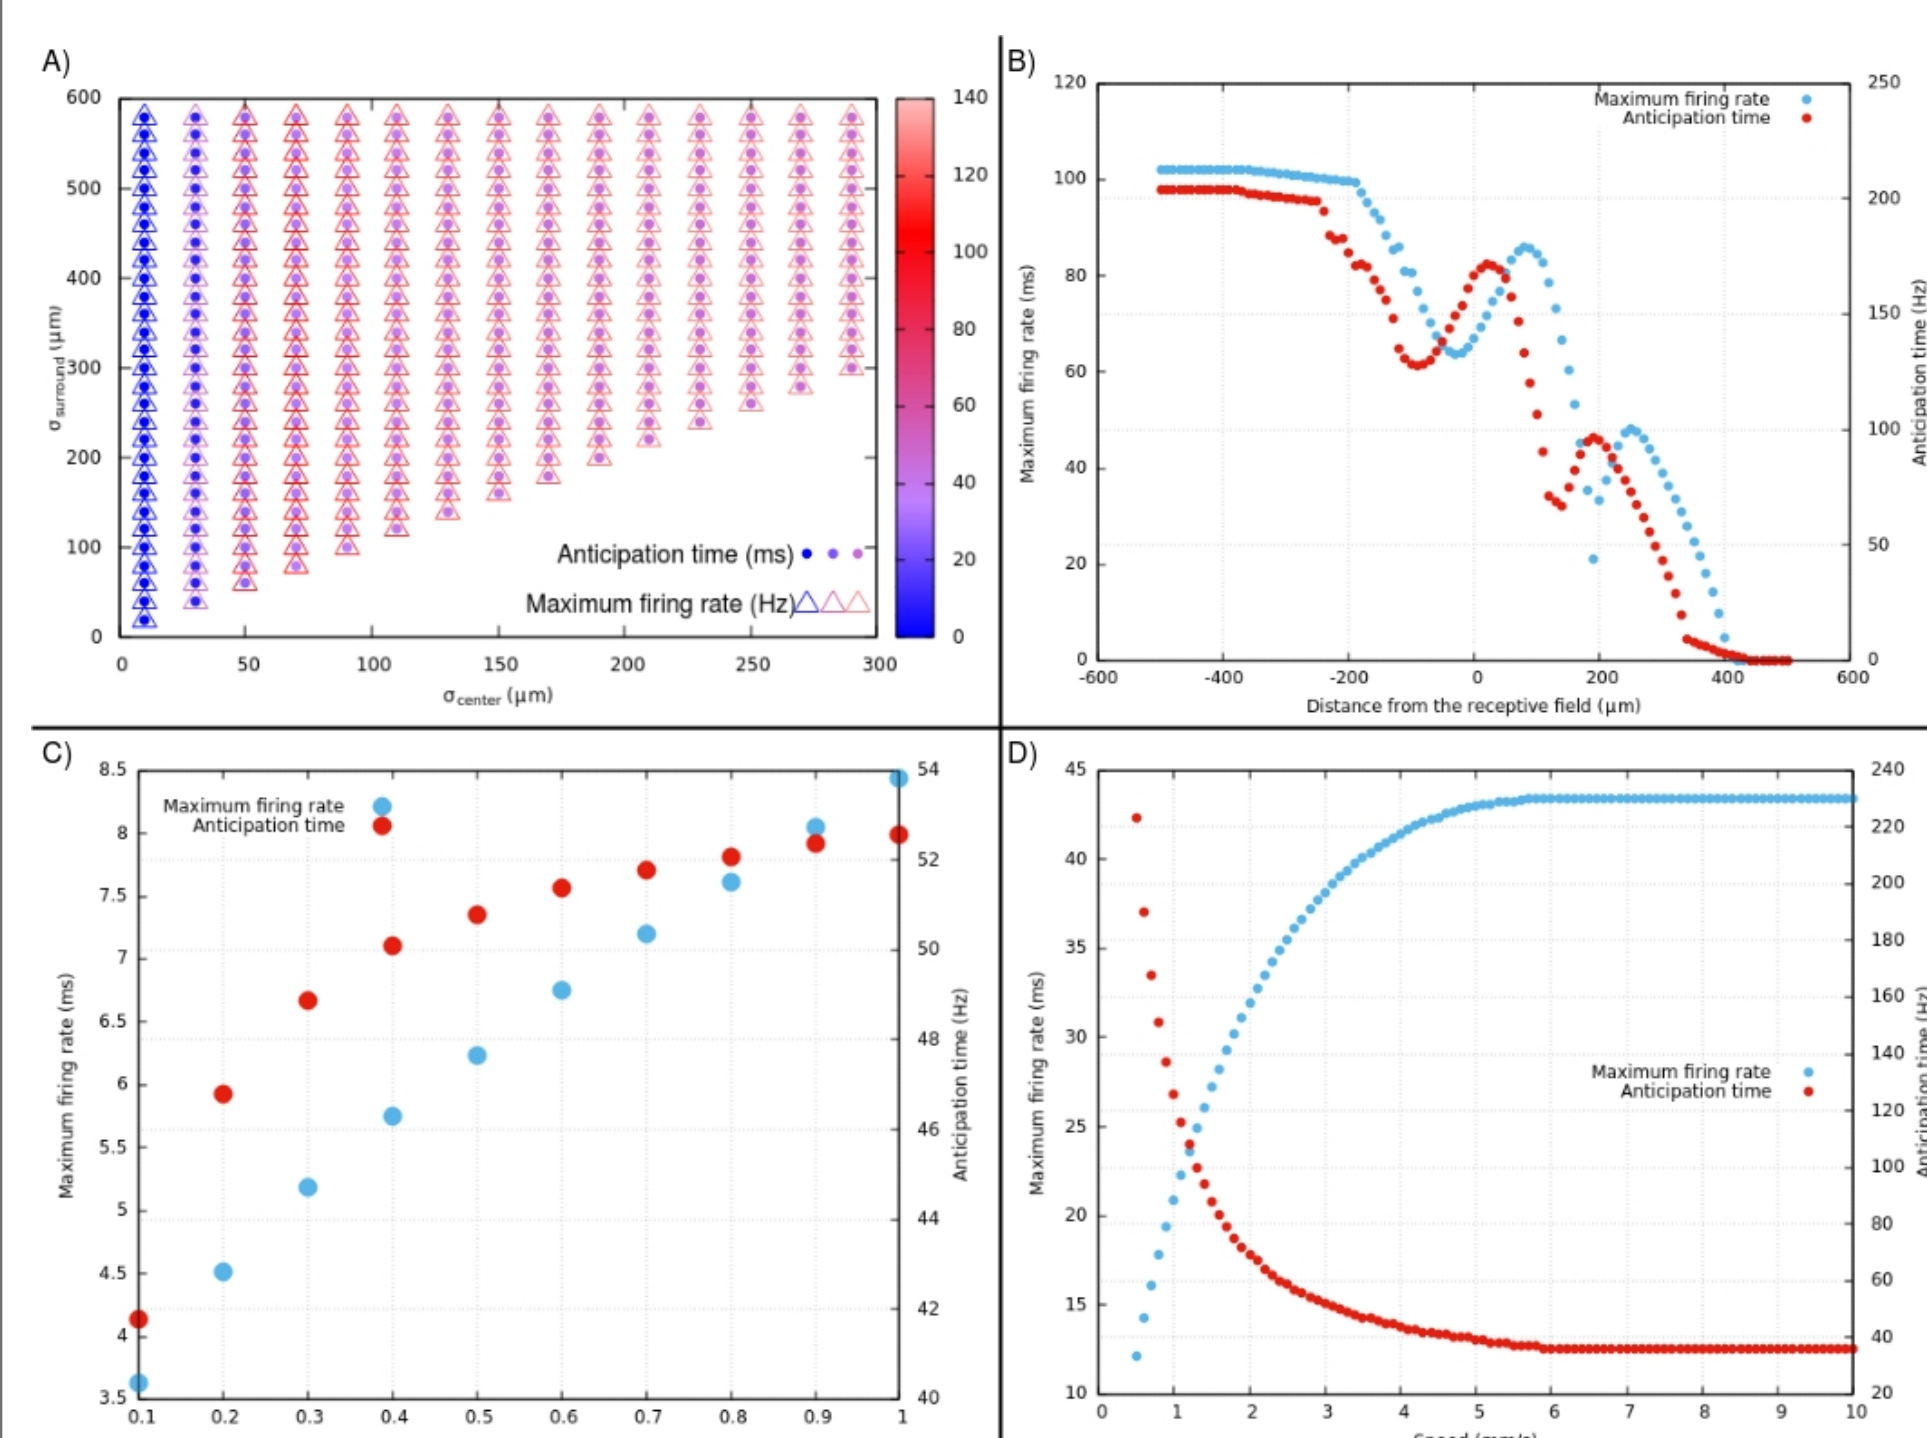 A)
600
500
400
300
200
100
0
σsurround (μm)
0 50 100 150 200 250 300
σcenter (μm)
Anticipation time (ms)
Maximum firing rate (Hz)
140
120
100
80
60
40
20
0
B)
120
100
80
60
40
20
0
Maximum firing rate (ms)
Maximum firing rate
Anticipation time
250
200
150
100
50
0
Anticipation time (Hz)
-600 -400 -200 0 200 400 600
Distance from the receptive field (μm)
C)
8.5
8
7.5
7
6.5
6
5.5
5
4.5
4
3.5
Maximum firing rate (ms)
Maximum firing rate
Anticipation time
54
52
50
48
46
44
42
40
Anticipation time (Hz)
0.1 0.2 0.3 0.4 0.5 0.6 0.7 0.8 0.9 1
D)
45
40
35
30
25
20
15
10
Maximum firing rate (ms)
Maximum firing rate
Anticipation time
240
220
200
180
160
140
120
100
80
60
40
20
Anticipation time (Hz)
0 1 2 3 4 5 6 7 8 9 10
Speed (mm/s)